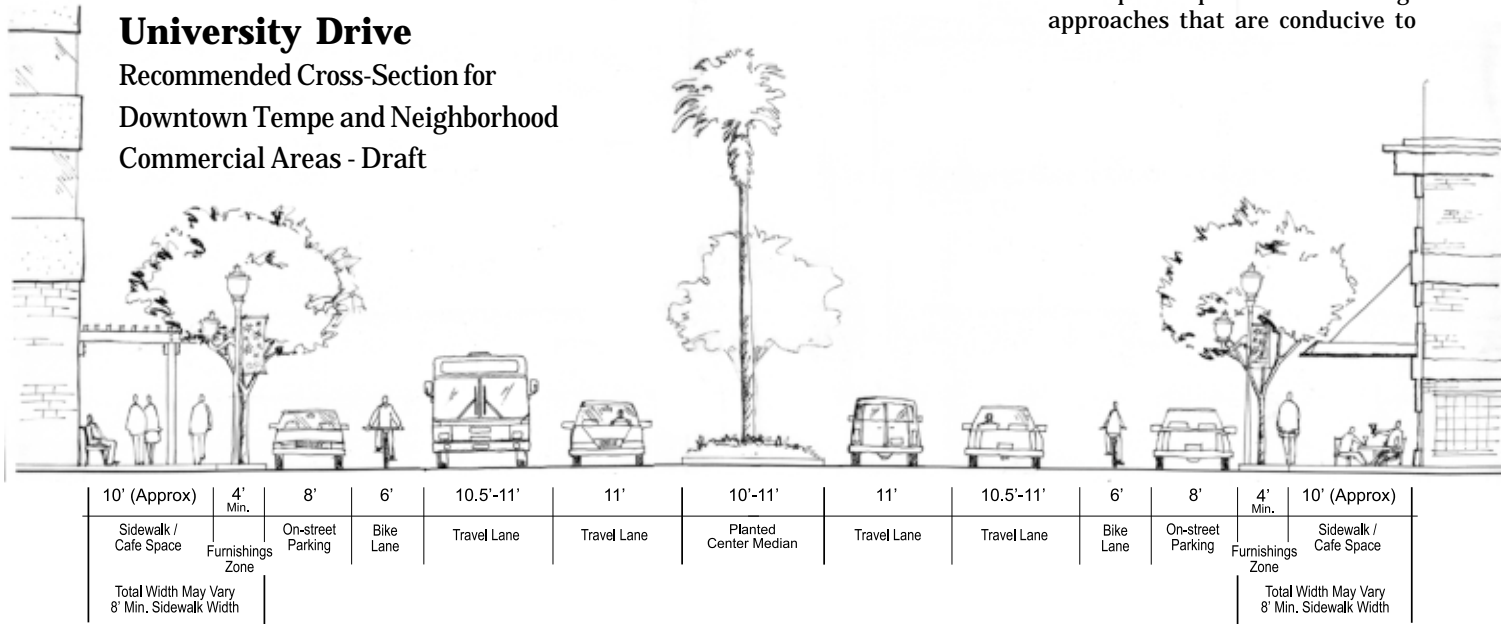 approaches that are conducive to
University Drive
Recommended Cross-Section for
Downtown Tempe and Neighborhood
Commercial Areas - Draft
10' (Approx) 4' Min. 8' 6' 10.5'-11' 11' 10'-11' 11' 10.5'-11' 6' 8' 4' Min. 10' (Approx)
Sidewalk / Cafe Space
Furnishings Zone
On-street Parking
Bike Lane
Travel Lane
Travel Lane
Planted Center Median
Travel Lane
Travel Lane
Bike Lane
On-street Parking
Furnishings Zone
Sidewalk / Cafe Space
Total Width May Vary
8' Min. Sidewalk Width
Total Width May Vary
8' Min. Sidewalk Width